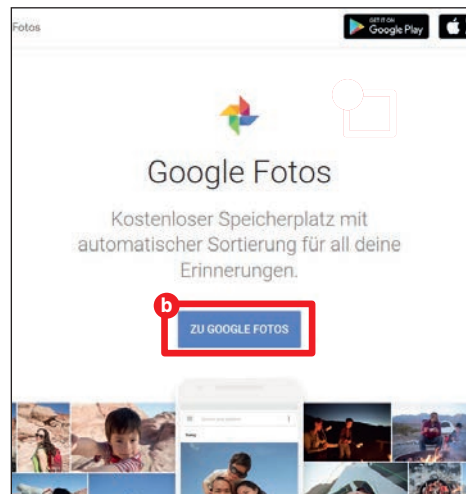 Fotos
GET IT ON
Google Play
Google Fotos
Kostenloser Speicherplatz mit
automatischer Sortierung für all deine
Erinnerungen.
b
ZU GOOGLE FOTOS